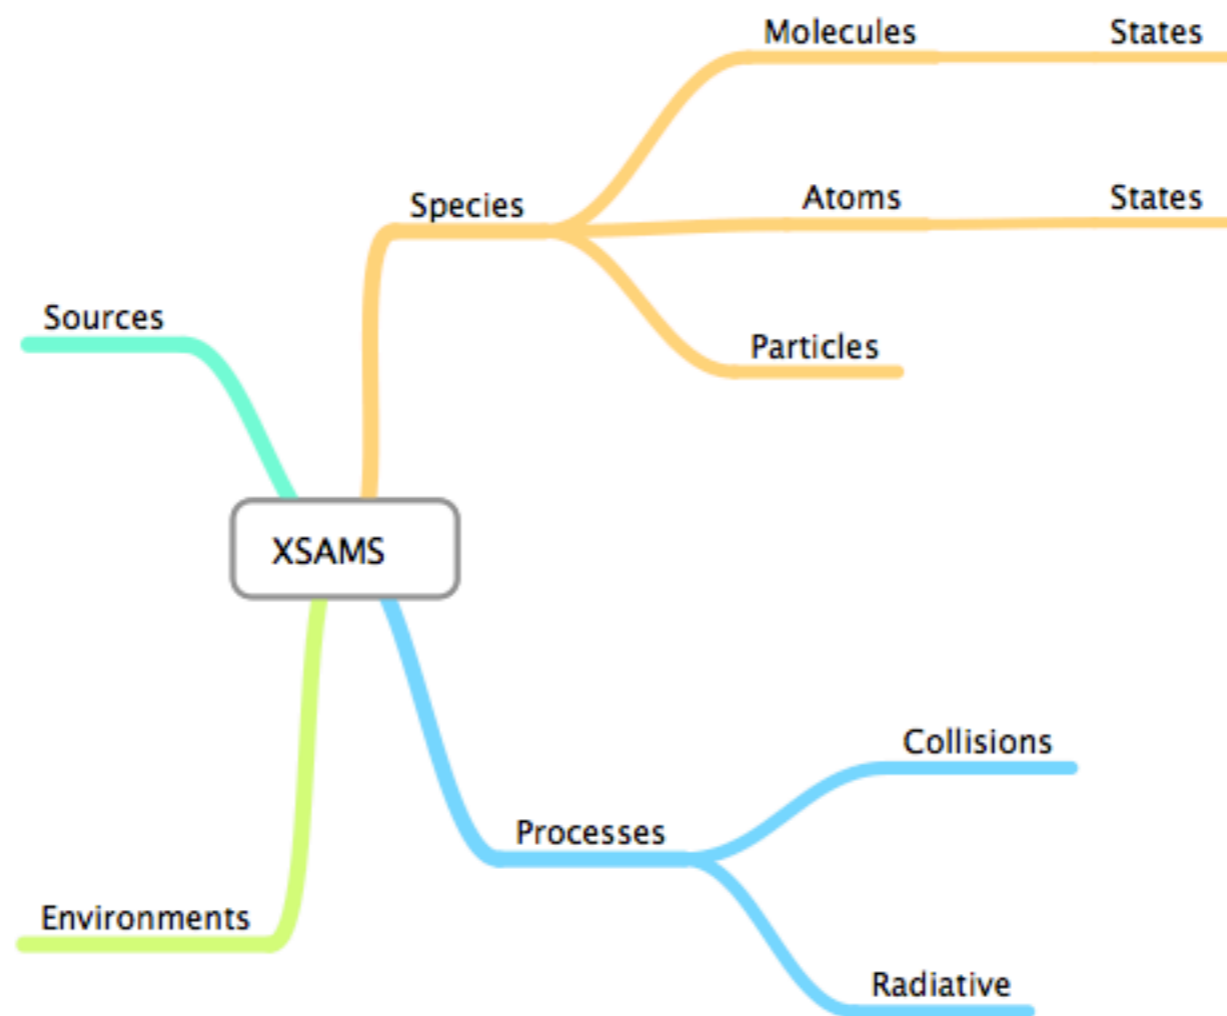 Molecules
States
Species
Atoms
States
Sources
Particles
XSAMS
Collisions
Processes
Environments
Radiative